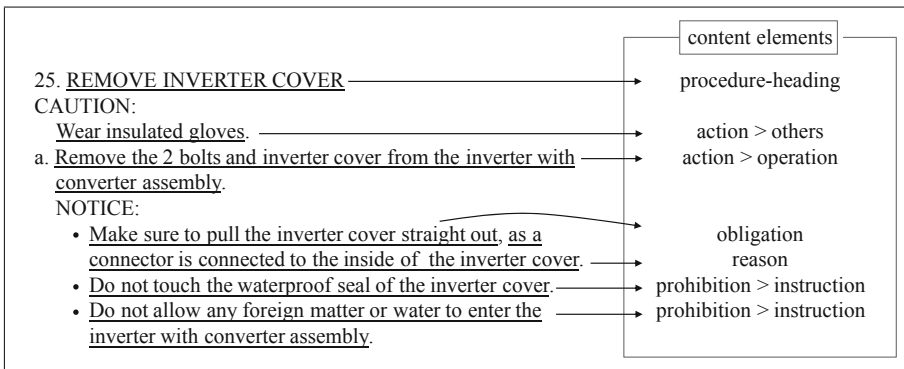 content elements
25. REMOVE INVERTER COVER
procedure-heading
CAUTION:
Wear insulated gloves.
action > others
a. Remove the 2 bolts and inverter cover from the inverter with
action > operation
converter assembly.
NOTICE:
• Make sure to pull the inverter cover straight out, as a
obligation
connector is connected to the inside of the inverter cover.
reason
• Do not touch the waterproof seal of the inverter cover.
prohibition > instruction
• Do not allow any foreign matter or water to enter the
prohibition > instruction
inverter with converter assembly.